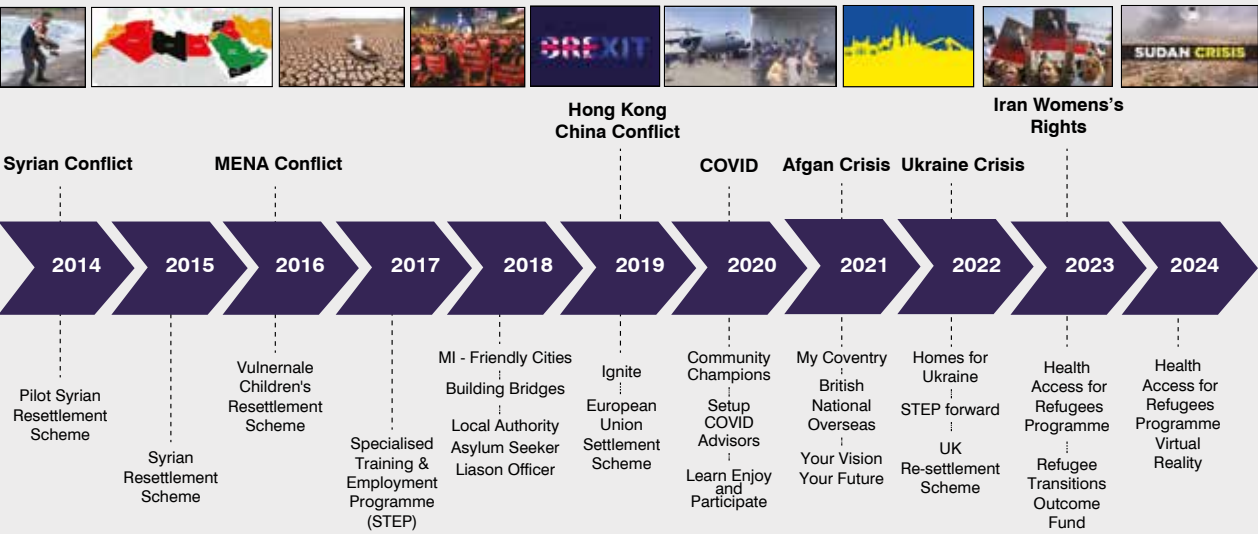 BREXIT
SUDAN CRISIS
Hong Kong
China Conflict
Iran Womens's
Rights
Syrian Conflict
MENA Conflict
COVID
Afgan Crisis
Ukraine Crisis
2014
2015
2016
2017
2018
2019
2020
2021
2022
2023
2024
Pilot Syrian
Resettlement
Scheme
Syrian
Resettlement
Scheme
Vulnernale
Children's
Resettlement
Scheme
Specialised
Training &
Employment
Programme
(STEP)
MI - Friendly Cities
Building Bridges
Local Authority
Asylum Seeker
Liason Officer
Ignite
European
Union
Settlement
Scheme
Community
Champions
Setup
COVID
Advisors
Learn Enjoy
and
Participate
My Coventry
British
National
Overseas
Your Vision
Your Future
Homes for
Ukraine
STEP forward
UK
Re-settlement
Scheme
Health
Access for
Refugees
Programme
Refugee
Transitions
Outcome
Fund
Health
Access for
Refugees
Programme
Virtual
Reality